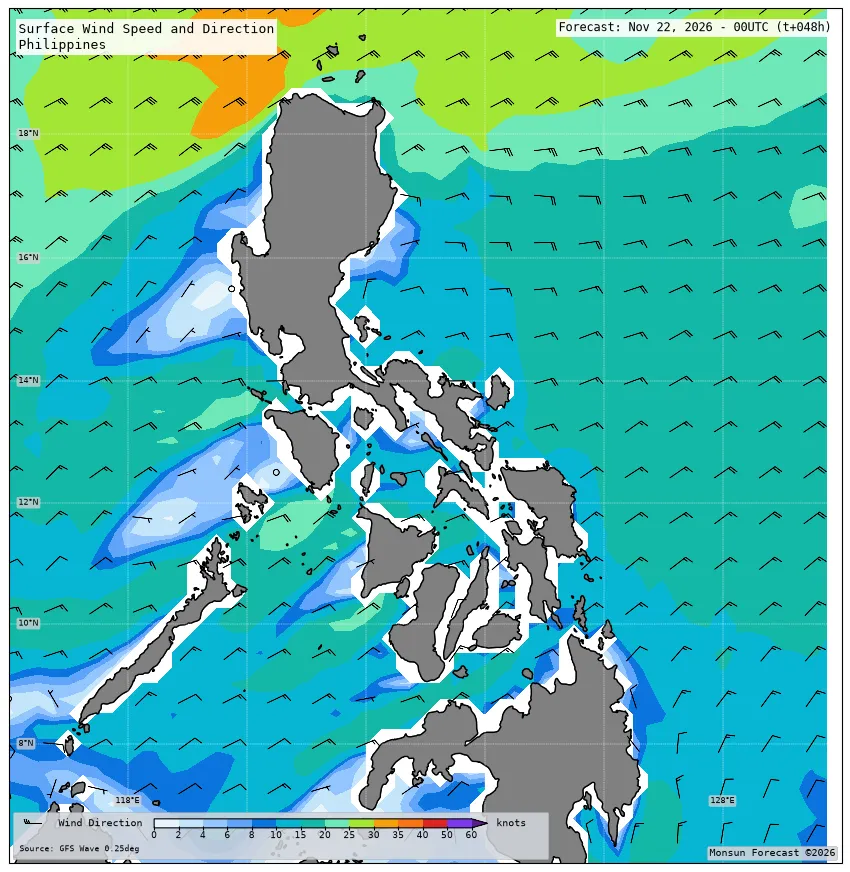 Surface Wind Speed and Direction
Philippines
Forecast: Nov 22, 2026 - 00UTC (t+048h)
18°N
16°N
14°N
12°N
10°N
8°N
118°E
128°E
Wind Direction
knots
0 2 4 6 8 10 15 20 25 30 35 40 50 60
Source: GFS Wave 0.25deg
Monsun Forecast ©2026